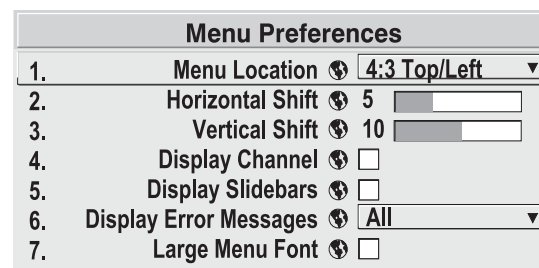 Menu Preferences
1. Menu Location 4:3 Top/Left
2. Horizontal Shift 5
3. Vertical Shift 10
4. Display Channel
5. Display Slidebars
6. Display Error Messages All
7. Large Menu Font